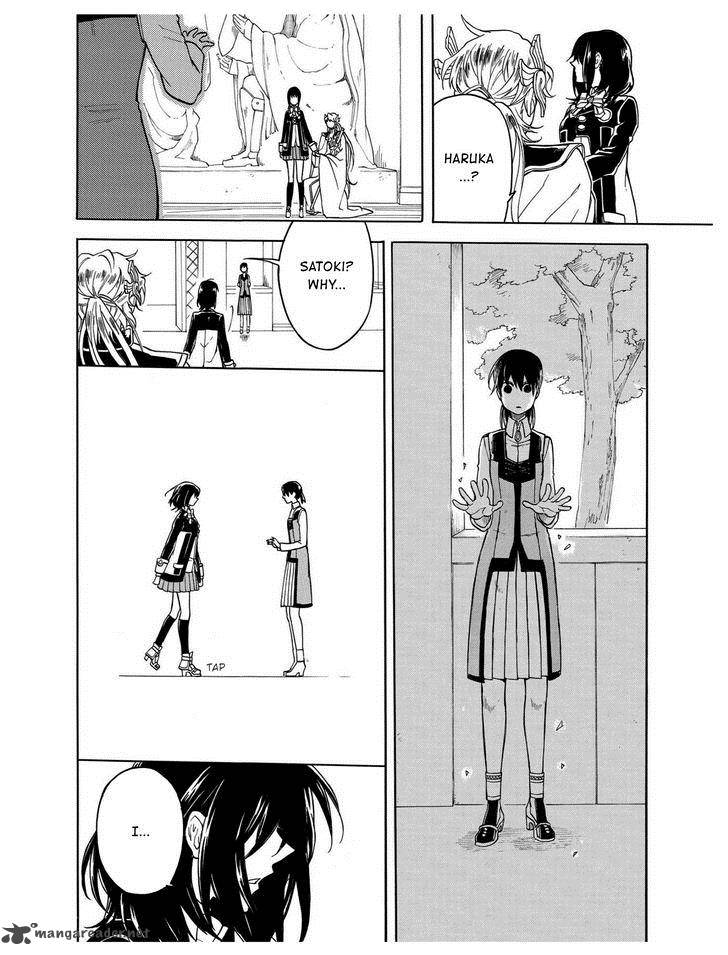 HARUKA
...?
SATOKI?
WHY...
TAP
I...
mangareader.net